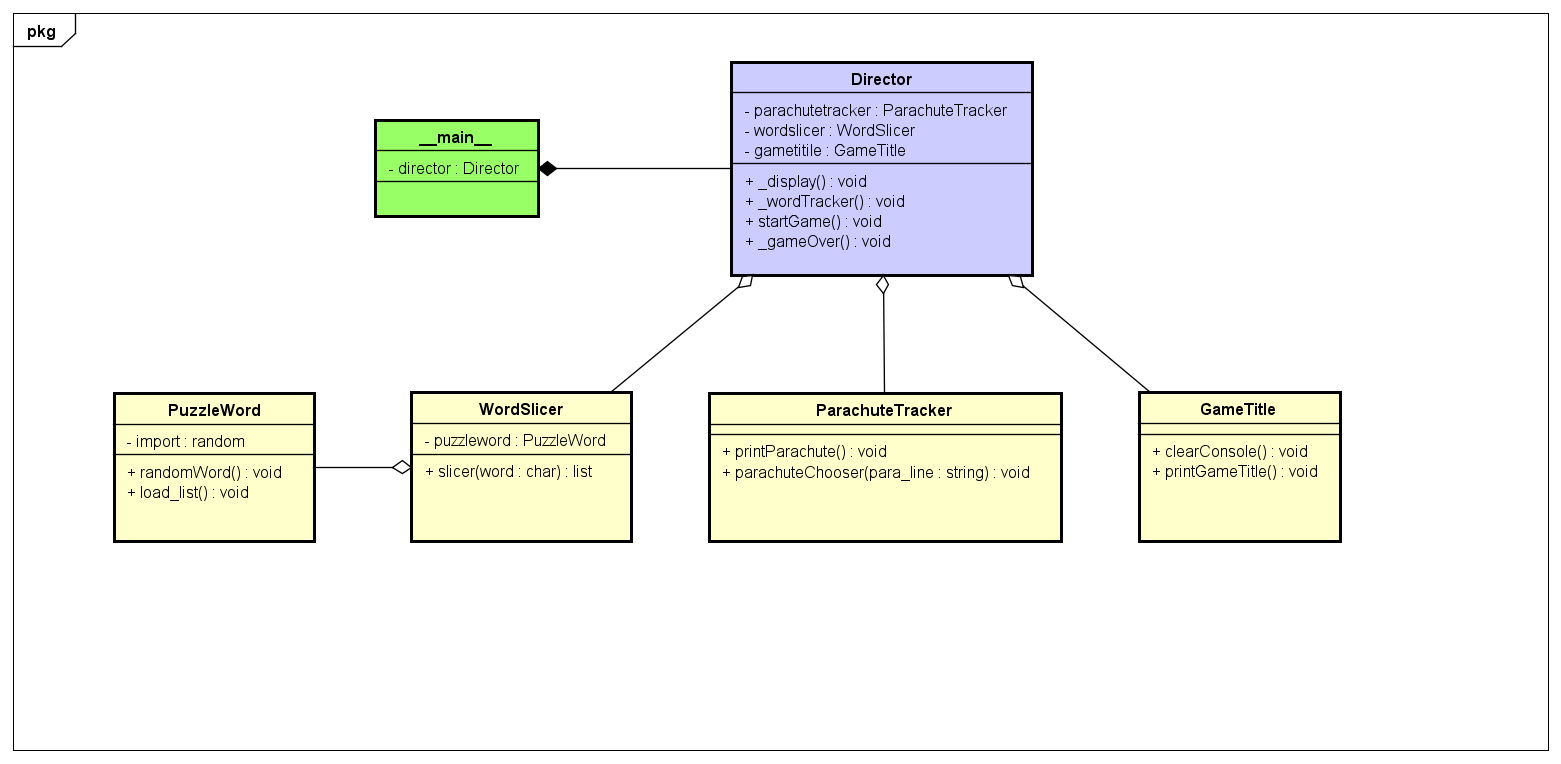 pkg
Director
- parachutetracker : ParachuteTracker
- wordslicer : WordSlicer
- gametitile : GameTitle
+ _display() : void
+ _wordTracker() : void
+ startGame() : void
+ _gameOver() : void
__main__
- director : Director
PuzzleWord
- import : random
+ randomWord() : void
+ load_list() : void
WordSlicer
- puzzleword : PuzzleWord
+ slicer(word : char) : list
ParachuteTracker
+ printParachute() : void
+ parachuteChooser(para_line : string) : void
GameTitle
+ clearConsole() : void
+ printGameTitle() : void